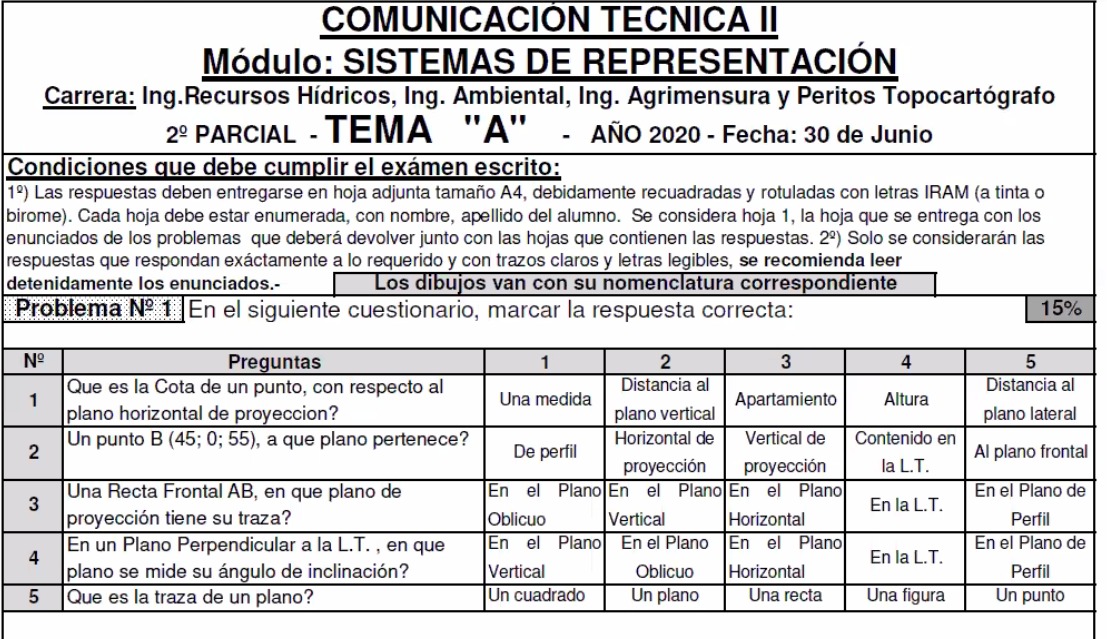 COMUNICACIÓN TECNICA II
Módulo: SISTEMAS DE REPRESENTACIÓN
Carrera: Ing.Recursos Hídricos, Ing. Ambiental, Ing. Agrimensura y Peritos Topocartógrafo
2º PARCIAL - TEMA "A" - AÑO 2020 - Fecha: 30 de Junio
Condiciones que debe cumplir el exámen escrito:
1º) Las respuestas deben entregarse en hoja adjunta tamaño A4, debidamente recuadradas y rotuladas con letras IRAM (a tinta o
birome). Cada hoja debe estar enumerada, con nombre, apellido del alumno. Se considera hoja 1, la hoja que se entrega con los
enunciados de los problemas que deberá devolver junto con las hojas que contienen las respuestas. 2º) Solo se considerarán las
respuestas que respondan exáctamente a lo requerido y con trazos claros y letras legibles, se recomienda leer
detenidamente los enunciados.-
Los dibujos van con su nomenclatura correspondiente
Problema Nº 1 En el siguiente cuestionario, marcar la respuesta correcta: 15%
Nº Preguntas 1 2 3 4 5
1
Que es la Cota de un punto, con respecto al
plano horizontal de proyeccion?
Una medida
Distancia al
plano vertical
Apartamiento
Altura
Distancia al
plano lateral
2
Un punto B (45; 0; 55), a que plano pertenece?
De perfil
Horizontal de
proyección
Vertical de
proyección
Contenido en
la L.T.
Al plano frontal
3
Una Recta Frontal AB, en que plano de
proyección tiene su traza?
En el Plano
Oblicuo
En el Plano
Vertical
En el Plano
Horizontal
En la L.T.
En el Plano de
Perfil
4
En un Plano Perpendicular a la L.T. , en que
plano se mide su ángulo de inclinación?
En el Plano
Vertical
En el Plano
Oblicuo
En el Plano
Horizontal
En la L.T.
En el Plano de
Perfil
5
Que es la traza de un plano?
Un cuadrado
Un plano
Una recta
Una figura
Un punto